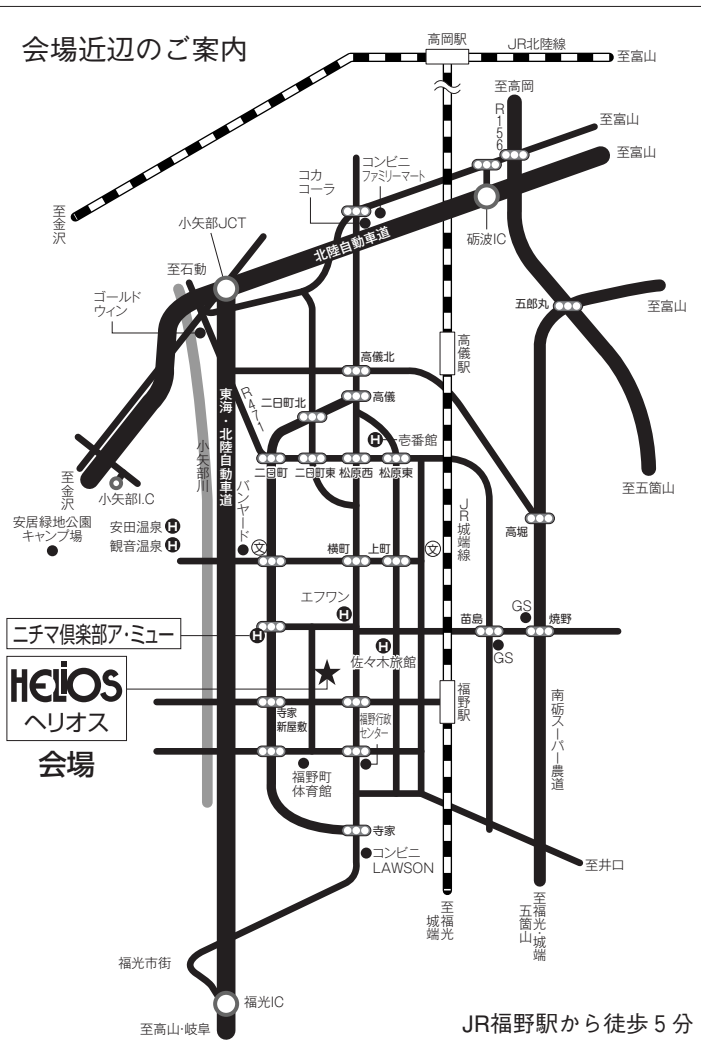 会場近辺のご案内
高岡駅
JR北陸線
至富山
至高岡
R156
至富山
至富山
コンビニ
ファミリーマート
コカ
コーラ
至金沢
小矢部JCT
北陸自動車道
砺波IC
至石動
ゴールド
ウィン
五郎丸
至富山
高儀駅
高儀北
R471
二日町北
高儀
東海・北陸自動車道
小矢部川
H 壱番館
二日町
二日町東
松原西
松原東
至金沢
小矢部I.C
バンヤード
至五箇山
JR城端線
安居緑地公園
キャンプ場
安田温泉 H
観音温泉 H
高堀
文
横町
上町
文
エフワン
H
苗島
GS
焼野
ニチマ倶楽部ア・ミュー
H
H
佐々木旅館
GS
HELiOS
ヘリオス
会場
福野駅
南砺スーパー農道
寺家
新屋敷
福野行政
センター
福野町
体育館
寺家
コンビニ
LAWSON
至井口
至福光
城端
至福光・城端
五箇山
福光市街
福光IC
至高山・岐阜
JR福野駅から徒歩5分